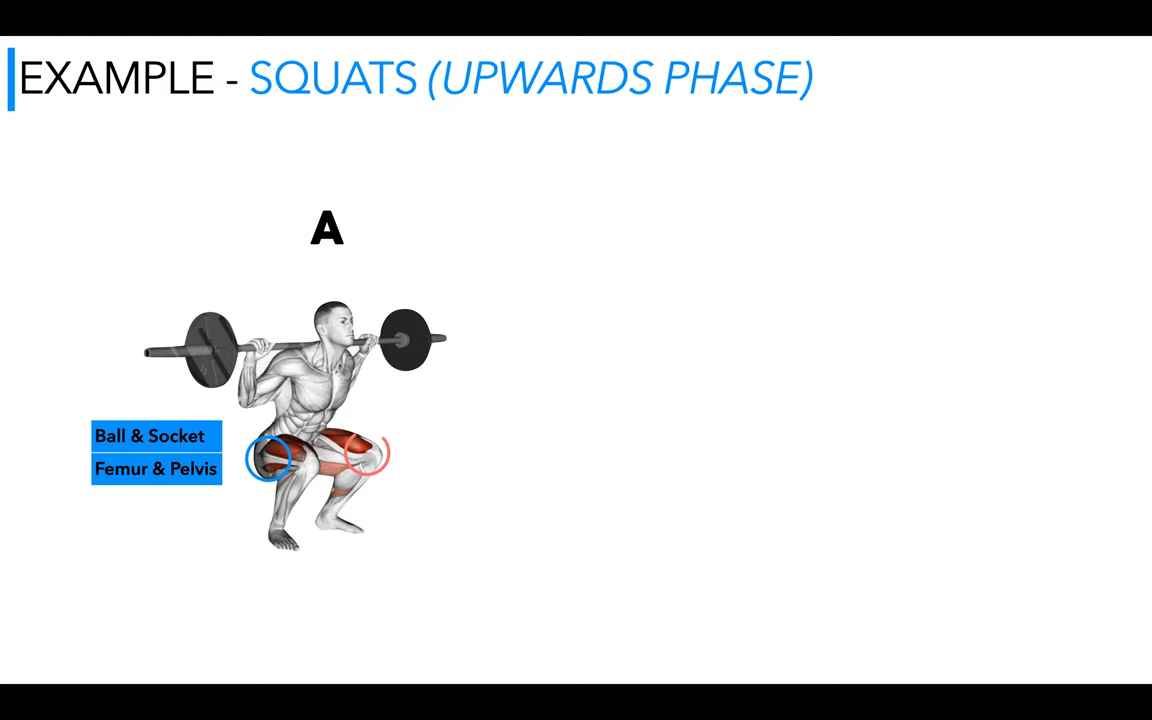 EXAMPLE - SQUATS (UPWARDS PHASE)
A
Ball & Socket
Femur & Pelvis